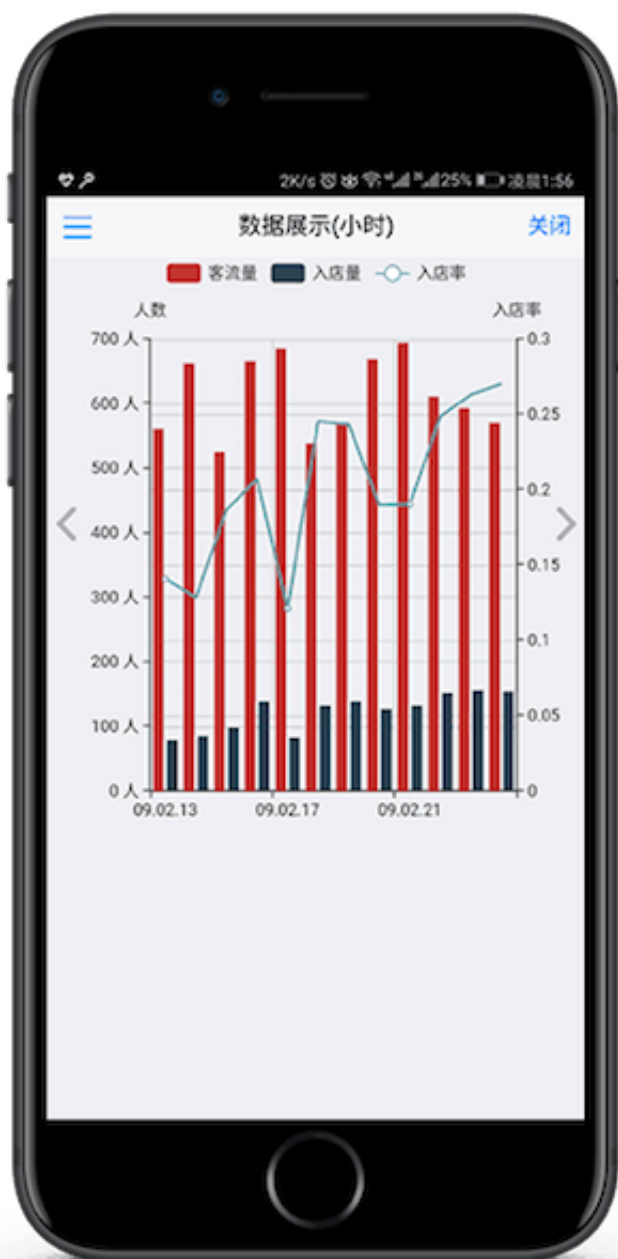 2K/s 25% 凌晨1:56
数据展示(小时) 关闭
客流量 入店量 入店率
人数 入店率
700 人 0.3
600 人 0.25
500 人 0.2
400 人 0.15
300 人 0.1
200 人 0.05
100 人 0
0 人
09.02.13 09.02.17 09.02.21